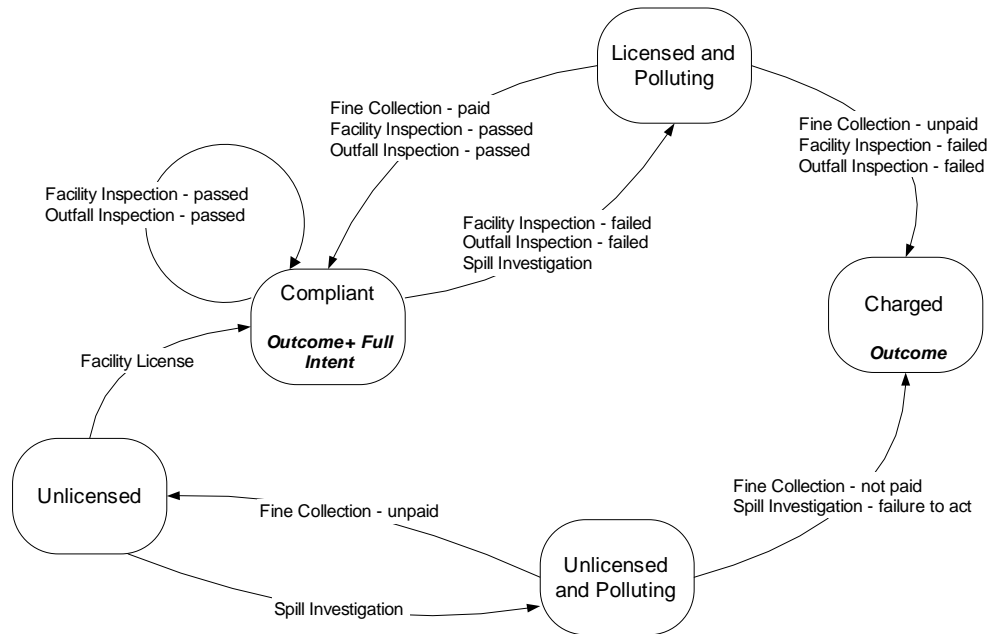 Licensed and
Polluting
Fine Collection - paid
Facility Inspection - passed
Outfall Inspection - passed
Fine Collection - unpaid
Facility Inspection - failed
Outfall Inspection - failed
Facility Inspection - passed
Outfall Inspection - passed
Facility Inspection - failed
Outfall Inspection - failed
Spill Investigation
Compliant
Outcome+ Full
Intent
Charged
Outcome
Facility License
Unlicensed
Fine Collection - unpaid
Fine Collection - not paid
Spill Investigation - failure to act
Unlicensed
and Polluting
Spill Investigation